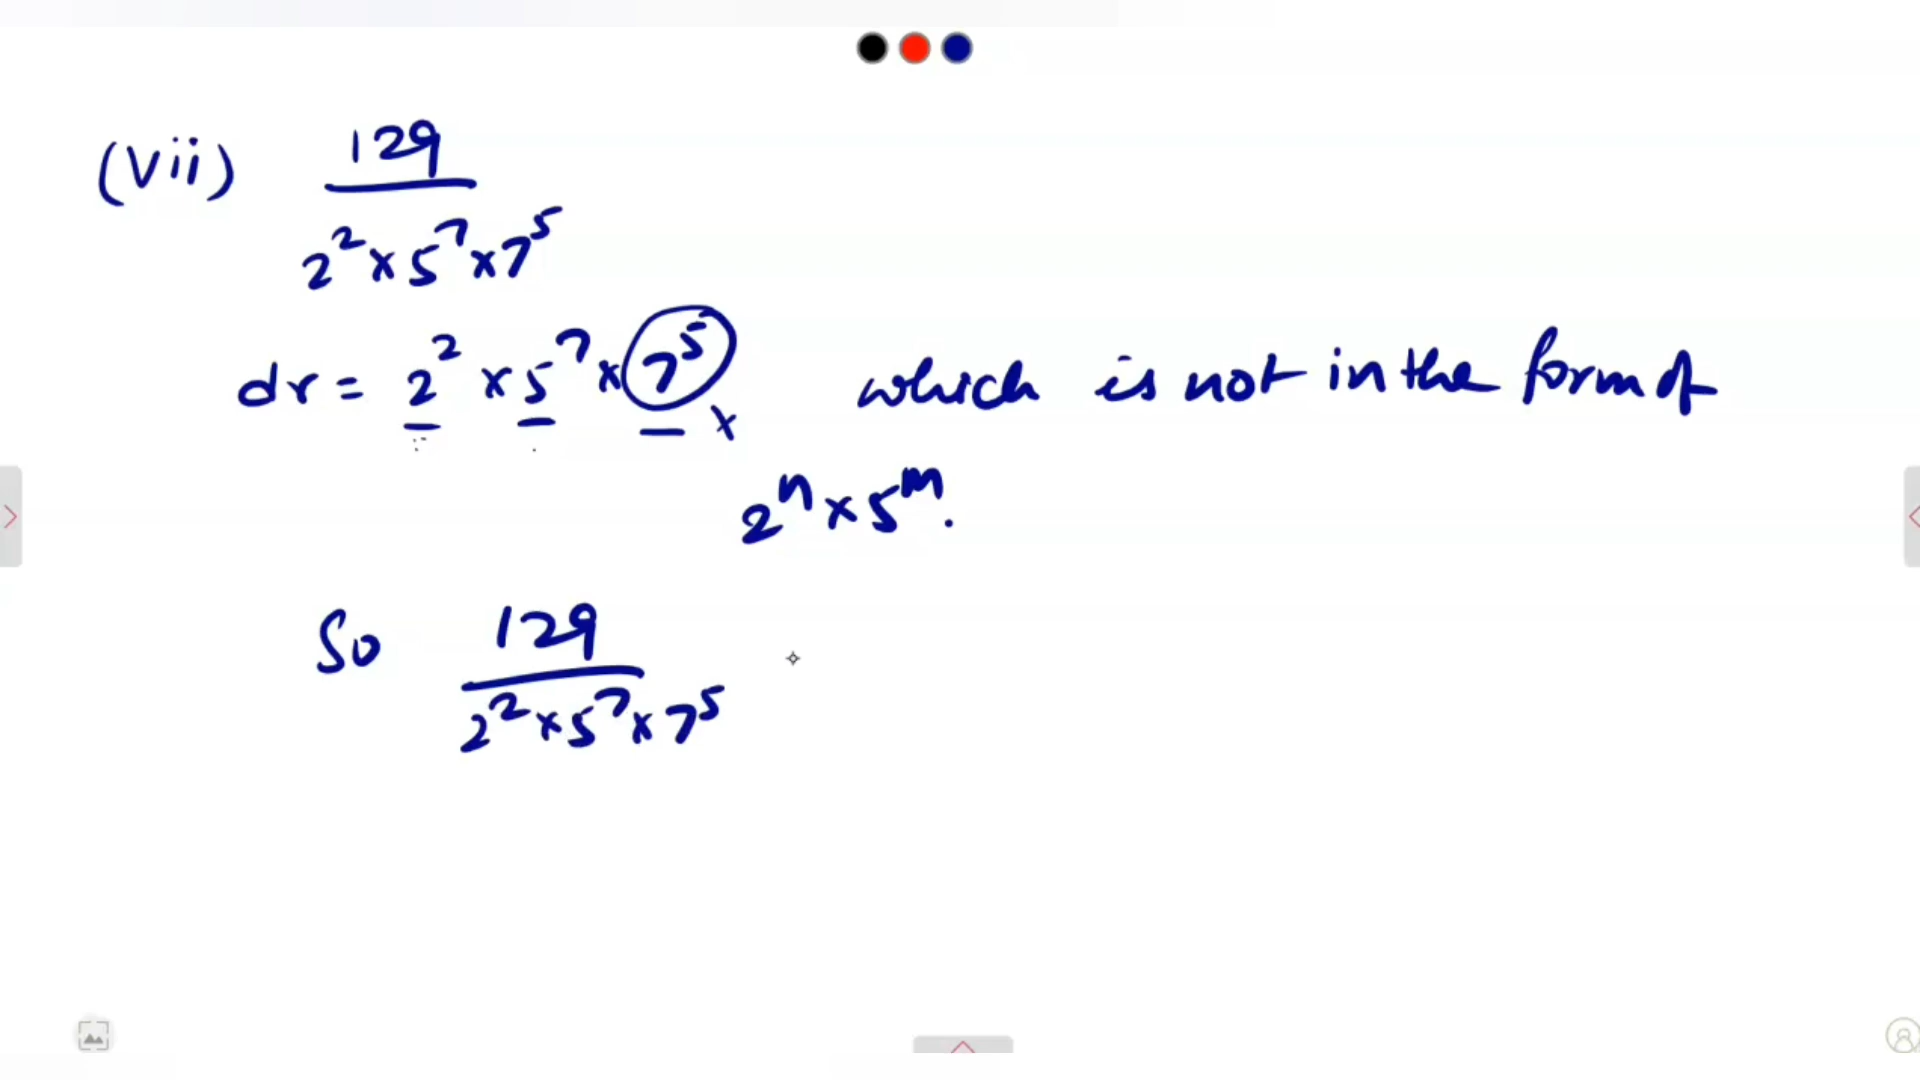 (Vii) 129
2² × 5⁷ × 7⁵
dr = 2² × 5⁷ × 7⁵ x which is not in the form of
2ⁿ × 5ᵐ.
So 129
2² × 5⁷ × 7⁵